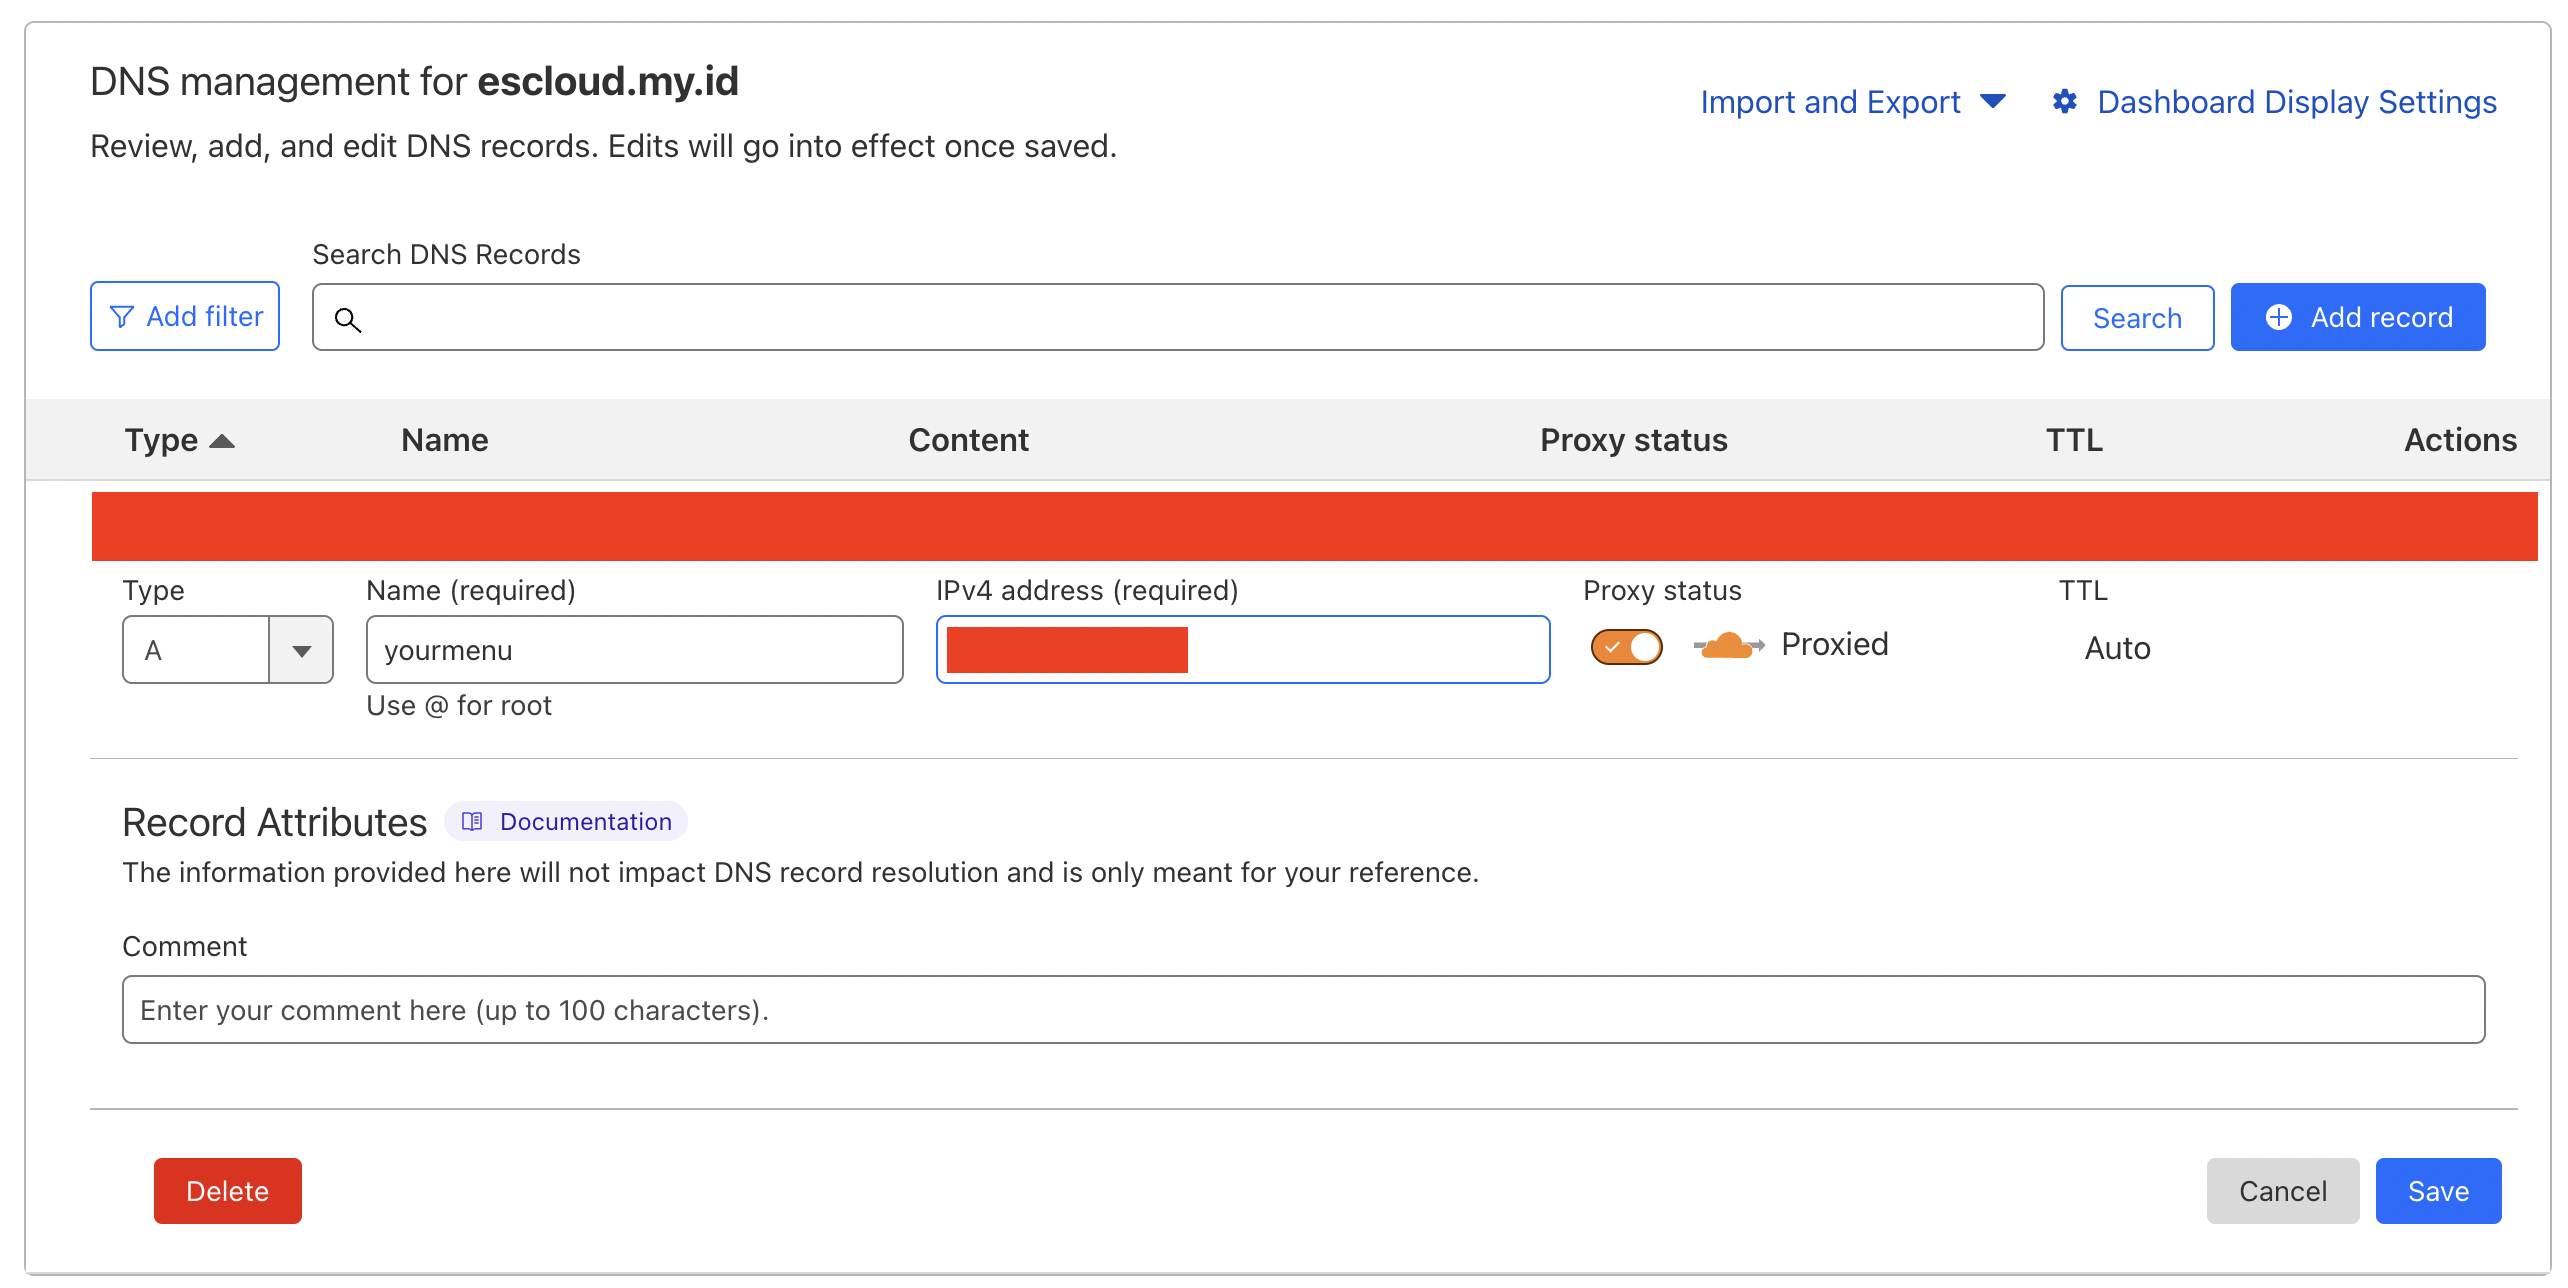 DNS management for escloud.my.id
Import and Export
Dashboard Display Settings
Review, add, and edit DNS records. Edits will go into effect once saved.
Search DNS Records
Add filter
Search
Add record
Type Name Content Proxy status TTL Actions
Type Name (required) IPv4 address (required) Proxy status TTL
A yourmenu Proxied Auto
Use @ for root
Record Attributes Documentation
The information provided here will not impact DNS record resolution and is only meant for your reference.
Comment
Enter your comment here (up to 100 characters).
Delete Cancel Save